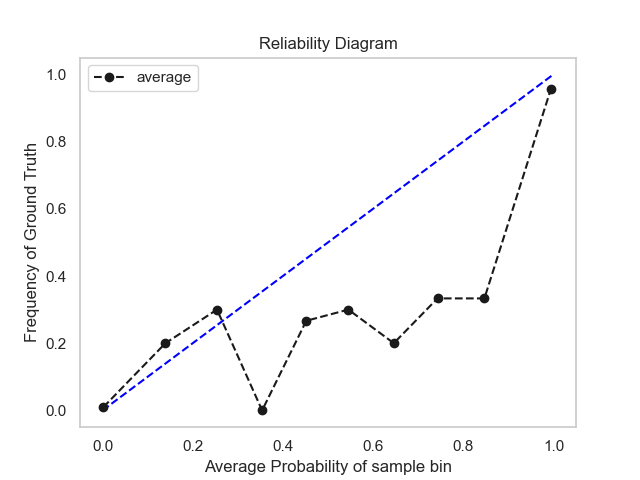 Reliability Diagram
average
1.0
0.8
0.6
0.4
0.2
0.0
Frequency of Ground Truth
0.0 0.2 0.4 0.6 0.8 1.0
Average Probability of sample bin